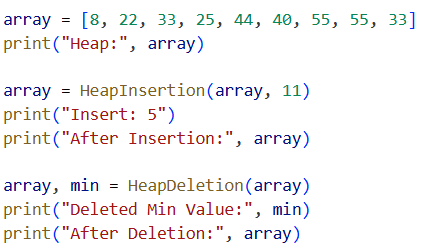 array = [8, 22, 33, 25, 44, 40, 55, 55, 33]
print("Heap:", array)
array = HeapInsertion(array, 11)
print("Insert: 5")
print("After Insertion:", array)
array, min = HeapDeletion(array)
print("Deleted Min Value:", min)
print("After Deletion:", array)